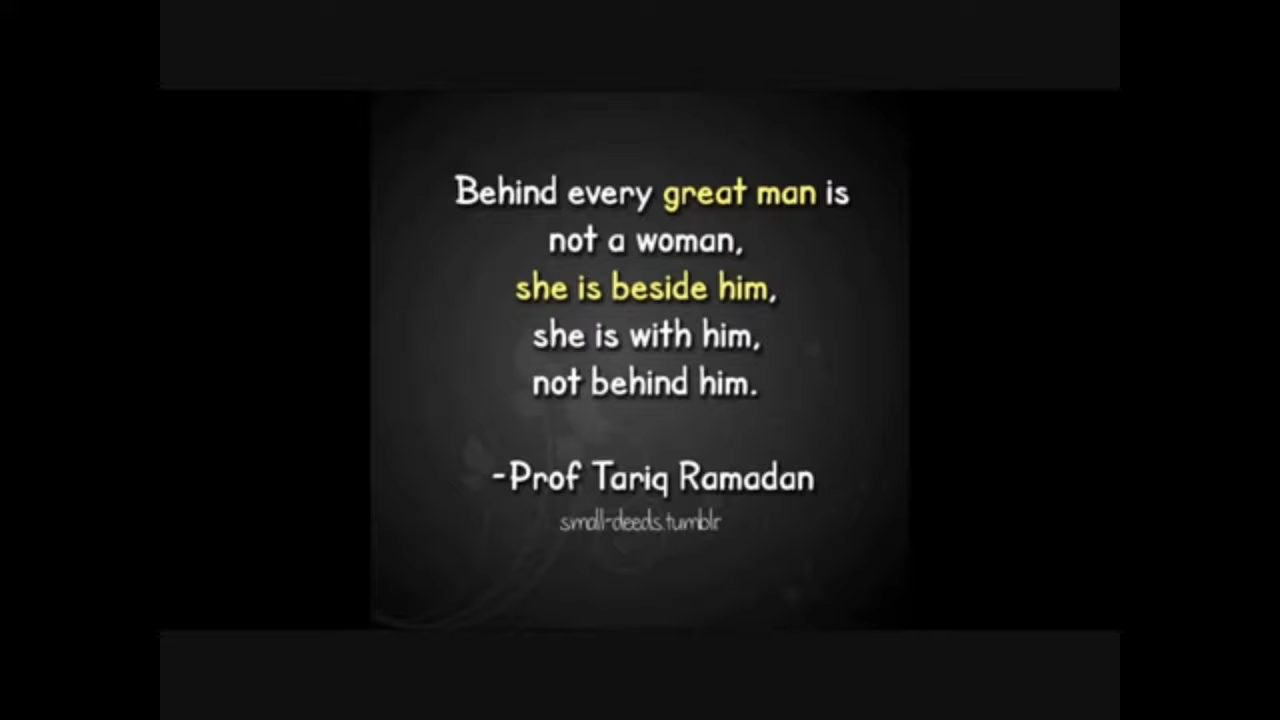 Behind every great man is
not a woman,
she is beside him,
she is with him,
not behind him.
-Prof Tariq Ramadan
small-deeds.tumblr